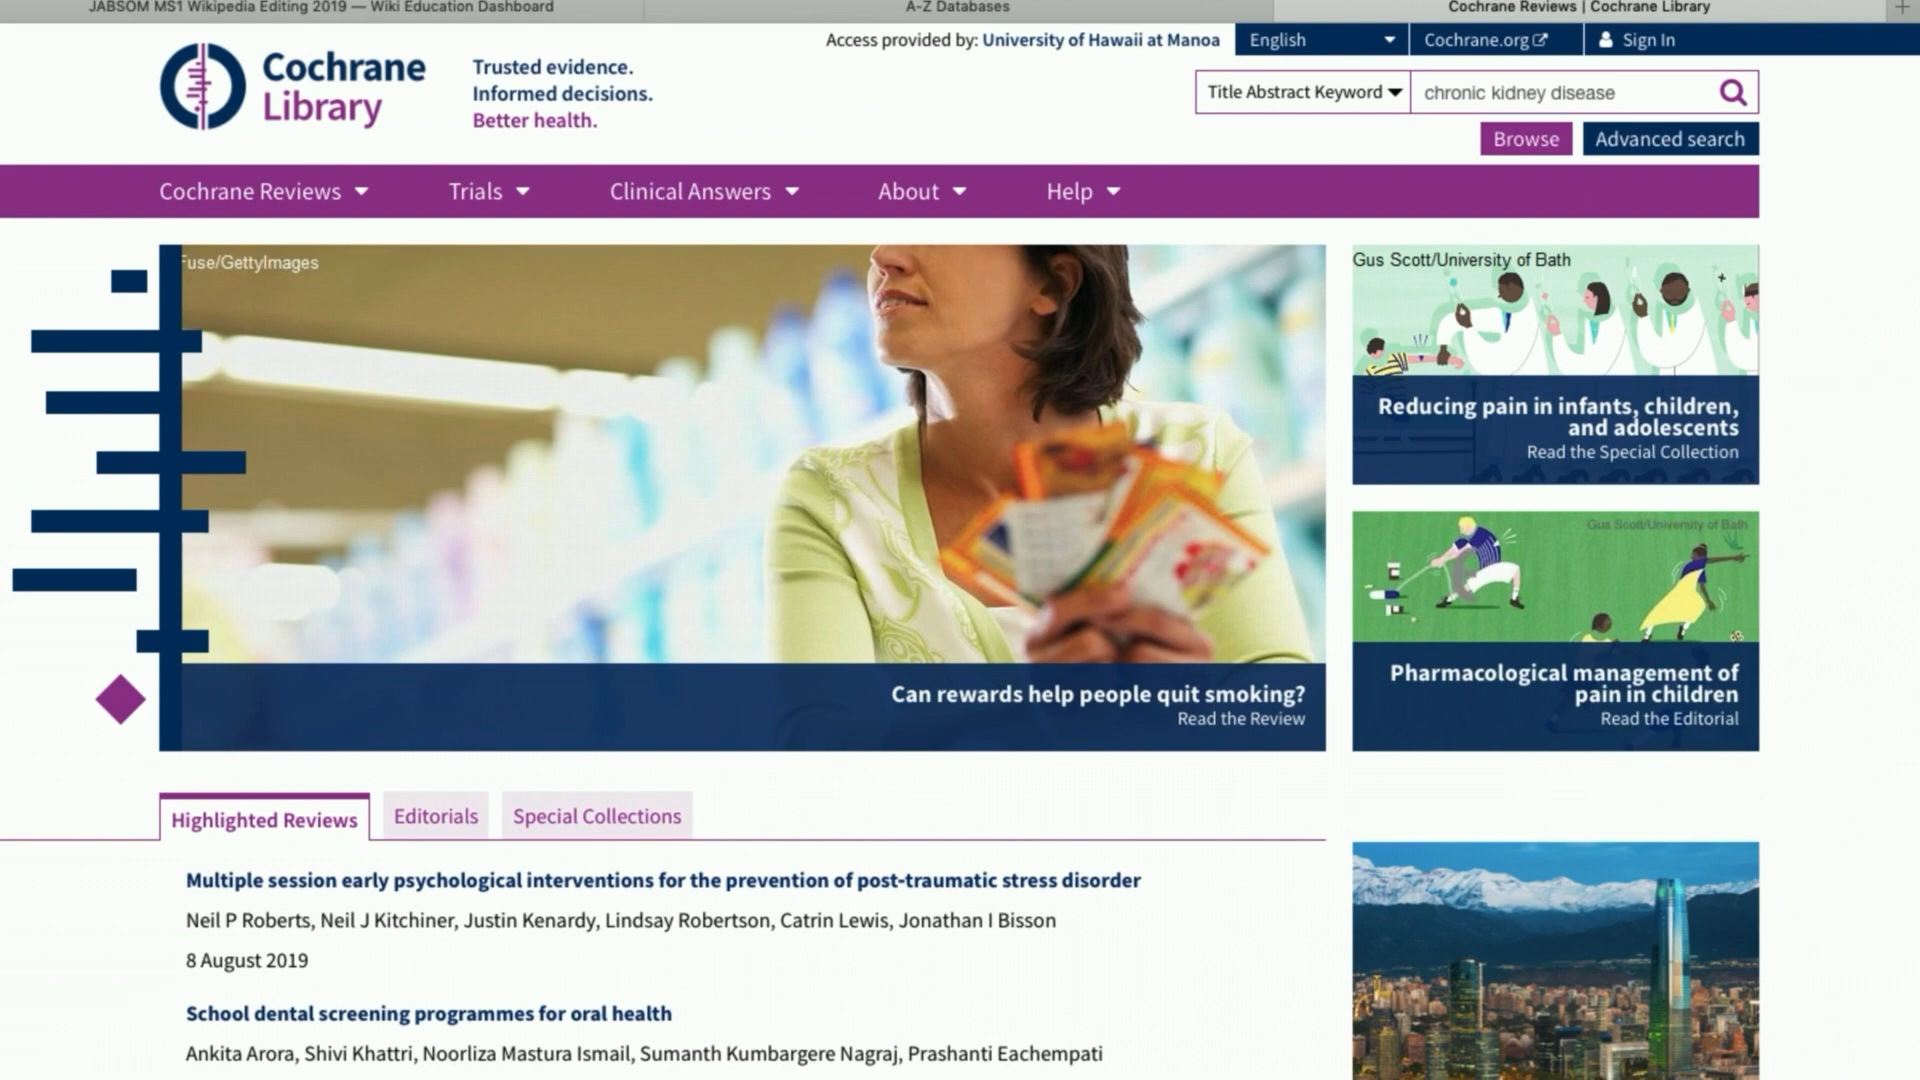 JABSOM MS1 Wikipedia Editing 2019 — Wiki Education Dashboard
A-Z Databases
Cochrane Reviews | Cochrane Library
Access provided by: University of Hawaii at Manoa
English
Cochrane.org
Sign In
Cochrane
Library
Trusted evidence.
Informed decisions.
Better health.
Title Abstract Keyword
chronic kidney disease
Browse
Advanced search
Cochrane Reviews
Trials
Clinical Answers
About
Help
Fuse/GettyImages
Can rewards help people quit smoking?
Read the Review
Gus Scott/University of Bath
Reducing pain in infants, children,
and adolescents
Read the Special Collection
Gus Scott/University of Bath
Pharmacological management of
pain in children
Read the Editorial
Highlighted Reviews
Editorials
Special Collections
Multiple session early psychological interventions for the prevention of post-traumatic stress disorder
Neil P Roberts, Neil J Kitchiner, Justin Kenardy, Lindsay Robertson, Catrin Lewis, Jonathan I Bisson
8 August 2019
School dental screening programmes for oral health
Ankita Arora, Shivi Khattri, Noorliza Mastura Ismail, Sumanth Kumbargere Nagraj, Prashanti Eachempati